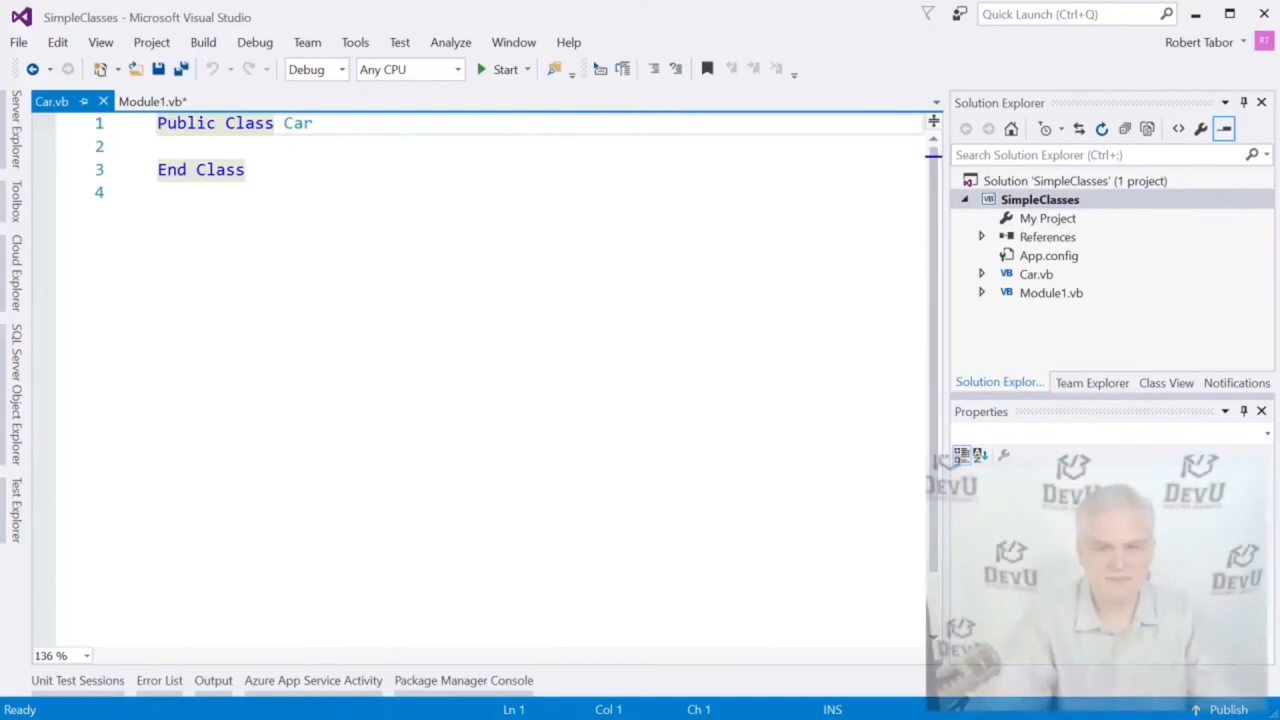 SimpleClasses - Microsoft Visual Studio
Quick Launch (Ctrl+Q)
File Edit View Project Build Debug Team Tools Test Analyze Window Help
Robert Tabor RT
Debug Any CPU Start
Car.vb Module1.vb*
Server Explorer
Toolbox
Cloud Explorer
SQL Server Object Explorer
Test Explorer
1 Public Class Car
2
3 End Class
4
136 %
Solution Explorer
Search Solution Explorer (Ctrl+;)
Solution 'SimpleClasses' (1 project)
VB SimpleClasses
My Project
References
App.config
VB Car.vb
VB Module1.vb
Solution Explor... Team Explorer Class View Notifications
Properties
DEVU DEVU DEVU
DEVU DEVU
DEVU
Unit Test Sessions Error List Output Azure App Service Activity Package Manager Console
Ready Ln 1 Col 1 Ch 1 INS Publish